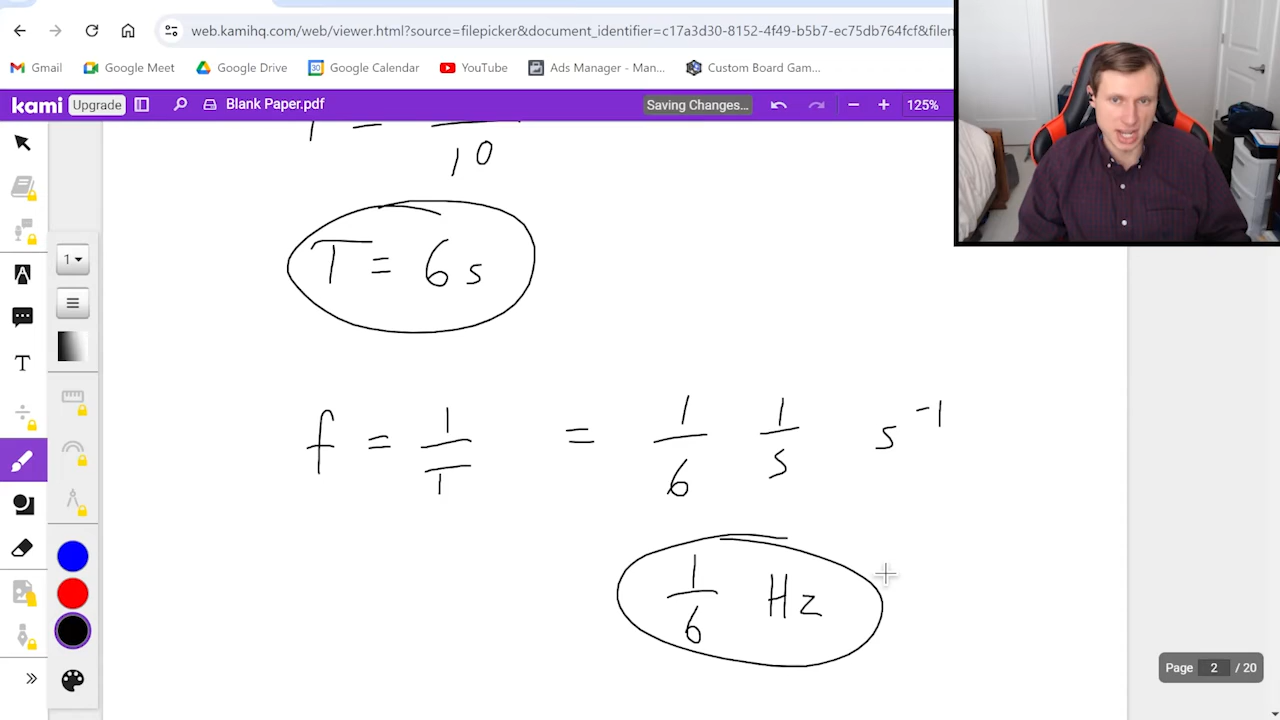 web.kamihq.com/web/viewer.html?source=filepicker&document_identifier=c17a3d30-8152-4f49-b5b7-ec75db764fcf&filen
Gmail Google Meet Google Drive 30 Google Calendar YouTube Ads Manager - Man... Custom Board Gam...
kami Upgrade Blank Paper.pdf Saving Changes... 125%
10
T = 6 s
1
f = 1/T = 1/6 1/s s^-1
1/6 Hz
T
Page 2 / 20